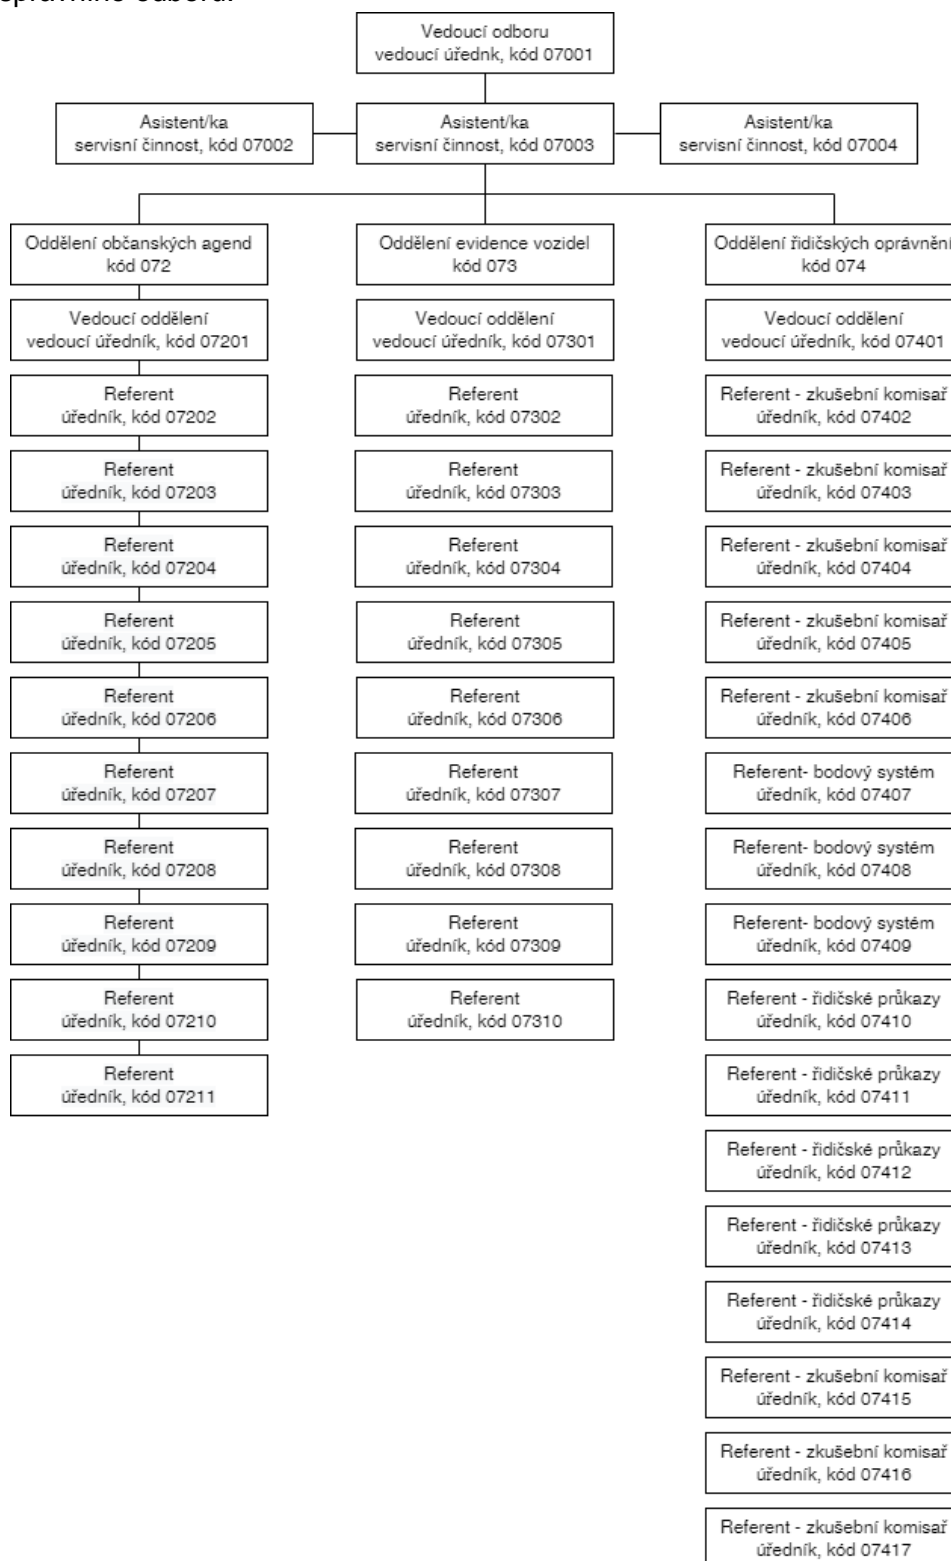 správního odboru.
Vedoucí odboru
vedoucí úřednk, kód 07001
Asistent/ka
servisní činnost, kód 07002
Asistent/ka
servisní činnost, kód 07003
Asistent/ka
servisní činnost, kód 07004
Oddělení občanských agend
kód 072
Vedoucí oddělení
vedoucí úředník, kód 07201
Referent
úředník, kód 07202
Referent
úředník, kód 07203
Referent
úředník, kód 07204
Referent
úředník, kód 07205
Referent
úředník, kód 07206
Referent
úředník, kód 07207
Referent
úředník, kód 07208
Referent
úředník, kód 07209
Referent
úředník, kód 07210
Referent
úředník, kód 07211
Oddělení evidence vozidel
kód 073
Vedoucí oddělení
vedoucí úředník, kód 07301
Referent
úředník, kód 07302
Referent
úředník, kód 07303
Referent
úředník, kód 07304
Referent
úředník, kód 07305
Referent
úředník, kód 07306
Referent
úředník, kód 07307
Referent
úředník, kód 07308
Referent
úředník, kód 07309
Referent
úředník, kód 07310
Oddělení řidičských oprávnění
kód 074
Vedoucí oddělení
vedoucí úředník, kód 07401
Referent - zkušební komisař
úředník, kód 07402
Referent - zkušební komisař
úředník, kód 07403
Referent - zkušební komisař
úředník, kód 07404
Referent - zkušební komisař
úředník, kód 07405
Referent - zkušební komisař
úředník, kód 07406
Referent- bodový systém
úředník, kód 07407
Referent- bodový systém
úředník, kód 07408
Referent- bodový systém
úředník, kód 07409
Referent - řidičské průkazy
úředník, kód 07410
Referent - řidičské průkazy
úředník, kód 07411
Referent - řidičské průkazy
úředník, kód 07412
Referent - řidičské průkazy
úředník, kód 07413
Referent - řidičské průkazy
úředník, kód 07414
Referent - zkušební komisař
úředník, kód 07415
Referent - zkušební komisař
úředník, kód 07416
Referent - zkušební komisař
úředník, kód 07417